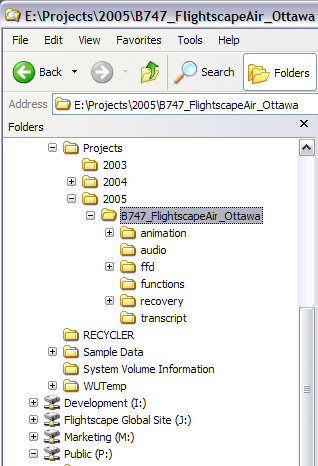 E:\Projects\2005\B747_FlightscapeAir_Ottawa
File Edit View Favorites Tools Help
Back Search Folders
Address E:\Projects\2005\B747_FlightscapeAir_Ottawa
Folders
Projects
2003
2004
2005
B747_FlightscapeAir_Ottawa
animation
audio
ffd
functions
recovery
transcript
RECYCLER
Sample Data
System Volume Information
WUTemp
Development (I:)
Flightscape Global Site (J:)
Marketing (M:)
Public (P:)